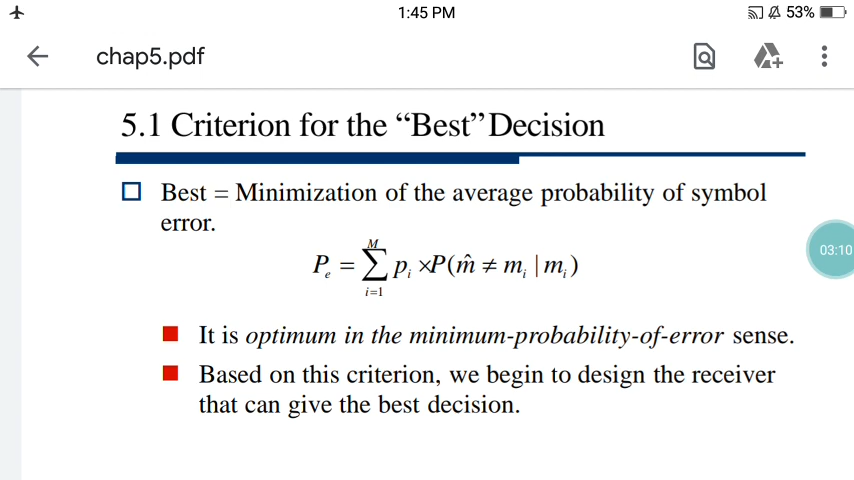 1:45 PM
53%
chap5.pdf
5.1 Criterion for the “Best” Decision
Best = Minimization of the average probability of symbol
error.
P_e = \sum_{i=1}^{M} p_i × P(m̂ ≠ m_i | m_i)
03:10
It is optimum in the minimum-probability-of-error sense.
Based on this criterion, we begin to design the receiver
that can give the best decision.